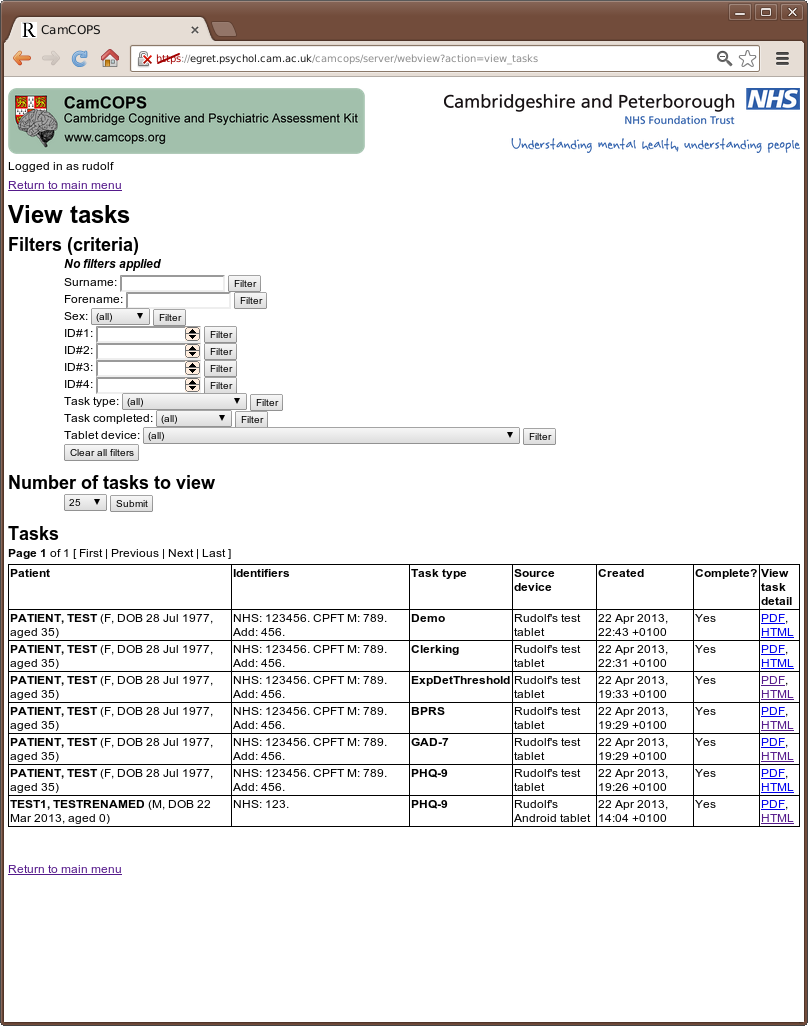 CamCOPS
https://egret.psychol.cam.ac.uk/camcops/server/webview?action=view_tasks
CamCOPS
Cambridge Cognitive and Psychiatric Assessment Kit
www.camcops.org
Cambridgeshire and Peterborough NHS
NHS Foundation Trust
Understanding mental health, understanding people
Logged in as rudolf
Return to main menu
View tasks
Filters (criteria)
No filters applied
Surname: Filter
Forename: Filter
Sex: (all) Filter
ID#1: Filter
ID#2: Filter
ID#3: Filter
ID#4: Filter
Task type: (all) Filter
Task completed: (all) Filter
Tablet device: (all) Filter
Clear all filters
Number of tasks to view
25 Submit
Tasks
Page 1 of 1 [ First | Previous | Next | Last ]
Patient Identifiers Task type Source Created Complete? View
device task
detail
PATIENT, TEST (F, DOB 28 Jul 1977, NHS: 123456. CPFT M: 789. Demo Rudolf's test 22 Apr 2013, Yes PDF,
aged 35) Add: 456. tablet 22:43 +0100 HTML
PATIENT, TEST (F, DOB 28 Jul 1977, NHS: 123456. CPFT M: 789. Clerking Rudolf's test 22 Apr 2013, Yes PDF,
aged 35) Add: 456. tablet 22:31 +0100 HTML
PATIENT, TEST (F, DOB 28 Jul 1977, NHS: 123456. CPFT M: 789. ExpDetThreshold Rudolf's test 22 Apr 2013, Yes PDF,
aged 35) Add: 456. tablet 19:33 +0100 HTML
PATIENT, TEST (F, DOB 28 Jul 1977, NHS: 123456. CPFT M: 789. BPRS Rudolf's test 22 Apr 2013, Yes PDF,
aged 35) Add: 456. tablet 19:29 +0100 HTML
PATIENT, TEST (F, DOB 28 Jul 1977, NHS: 123456. CPFT M: 789. GAD-7 Rudolf's test 22 Apr 2013, Yes PDF,
aged 35) Add: 456. tablet 19:29 +0100 HTML
PATIENT, TEST (F, DOB 28 Jul 1977, NHS: 123456. CPFT M: 789. PHQ-9 Rudolf's test 22 Apr 2013, Yes PDF,
aged 35) Add: 456. tablet 19:26 +0100 HTML
TEST1, TESTRENAMED (M, DOB 22 NHS: 123. PHQ-9 Rudolf's 22 Apr 2013, Yes PDF,
Mar 2013, aged 0) Android tablet 14:04 +0100 HTML
Return to main menu